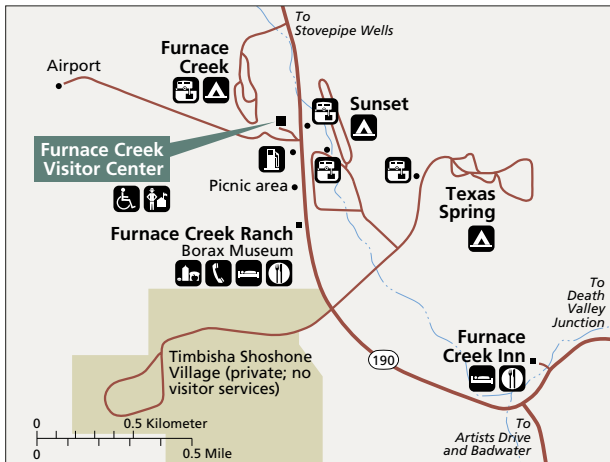 To
Stovepipe Wells
Furnace
Creek
Airport
Sunset
Furnace Creek
Visitor Center
Picnic area
Texas
Spring
Furnace Creek Ranch
Borax Museum
To
Death
Valley
Junction
190
Furnace
Creek Inn
Timbisha Shoshone
Village (private; no
visitor services)
0 0.5 Kilometer
0 0.5 Mile
To
Artists Drive
and Badwater